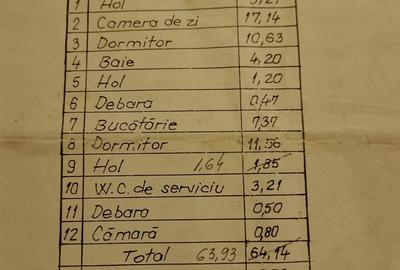 1 Hol
2 Camera de zi 17,14
3 Dormitor 10,63
4 Baie 4,20
5 Hol 1,20
6 Debara 0,47
7 Bucătărie 7,37
8 Dormitor 11,56
9 Hol 1,64 1,85
10 W.C. de serviciu 3,21
11 Debara 0,50
12 Cămară 0,80
Total 63,93 64,14